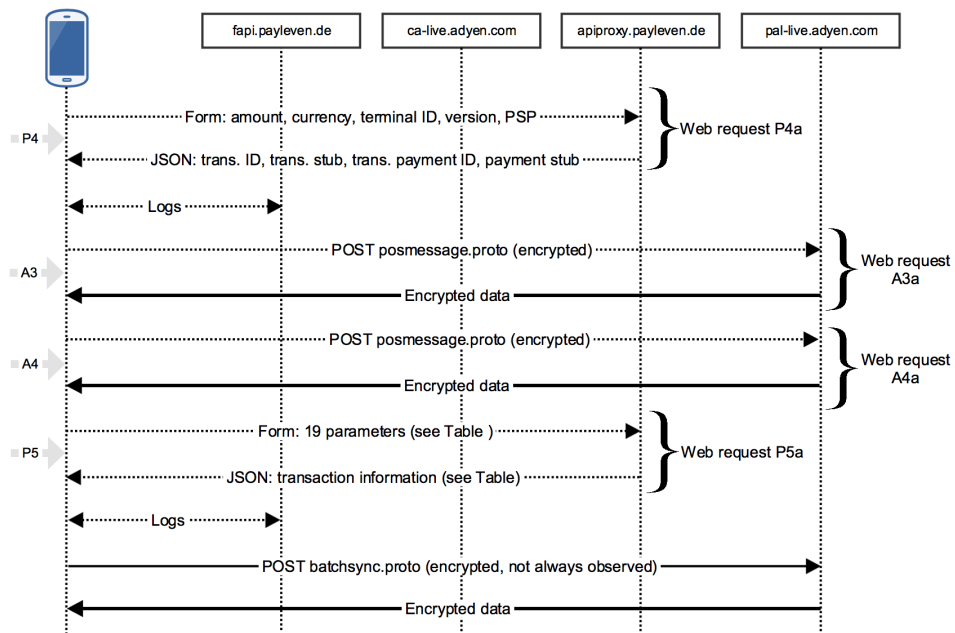 fapi.payleven.de
ca-live.adyen.com
apiproxy.payleven.de
pal-live.adyen.com
Form: amount, currency, terminal ID, version, PSP
P4
Web request P4a
JSON: trans. ID, trans. stub, trans. payment ID, payment stub
Logs
POST posmessage.proto (encrypted)
A3
Web request
A3a
Encrypted data
POST posmessage.proto (encrypted)
A4
Web request
A4a
Encrypted data
Form: 19 parameters (see Table )
P5
Web request P5a
JSON: transaction information (see Table)
Logs
POST batchsync.proto (encrypted, not always observed)
Encrypted data